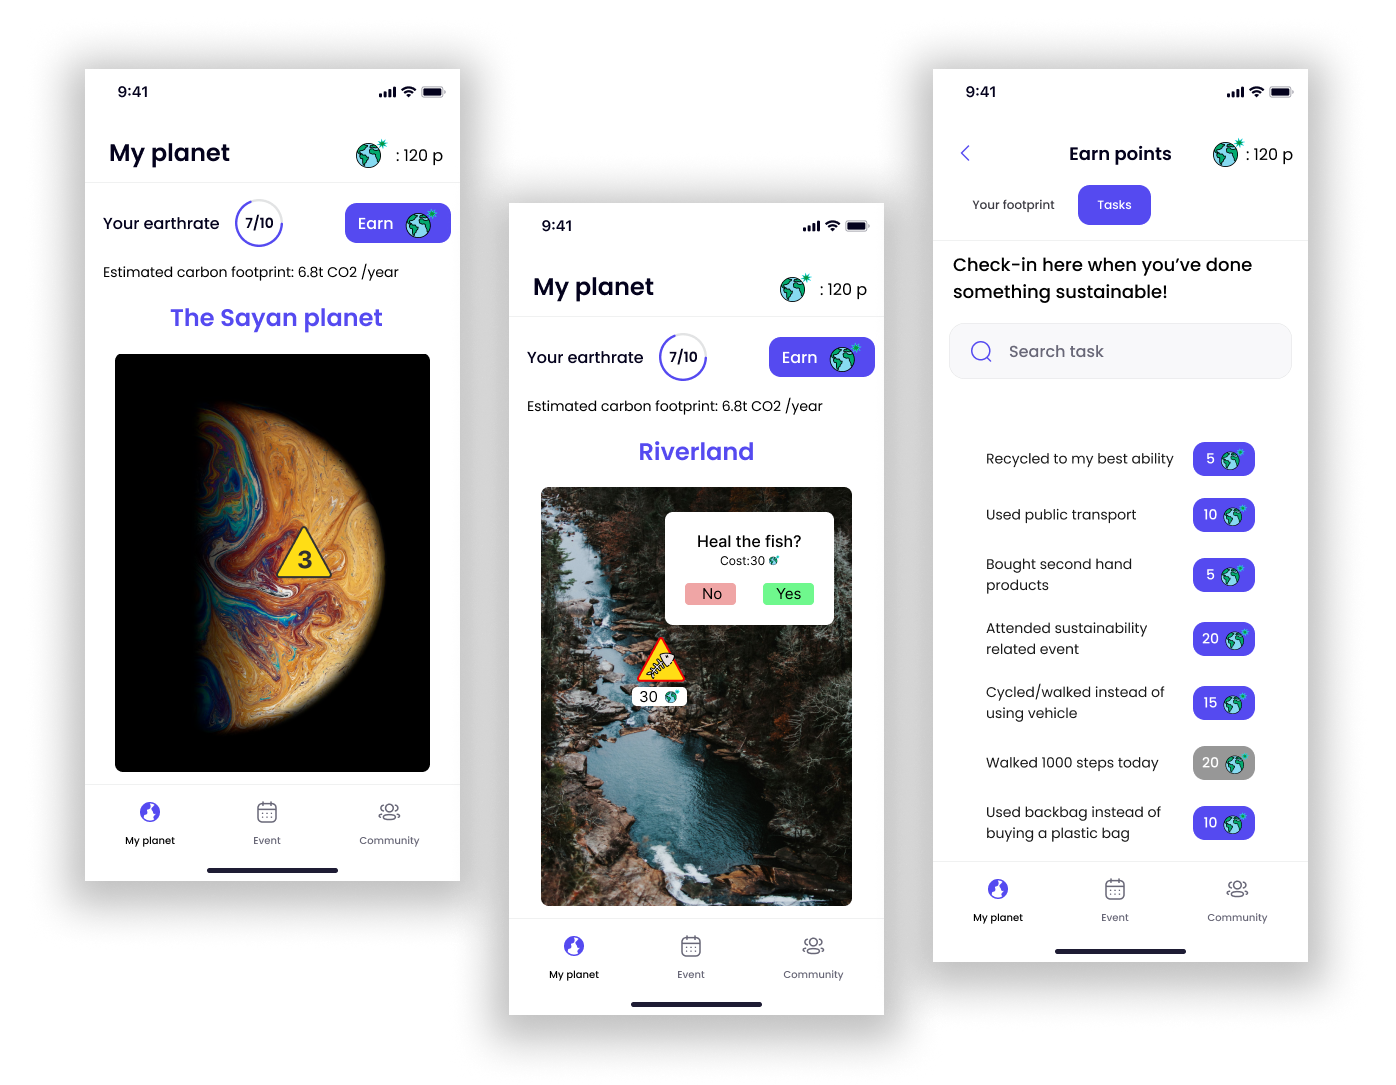 9:41
My planet
: 120 p
Your earthrate
7/10
Earn
Estimated carbon footprint: 6.8t CO2 /year
The Sayan planet
3
My planet
Event
Community
9:41
My planet
: 120 p
Your earthrate
7/10
Earn
Estimated carbon footprint: 6.8t CO2 /year
Riverland
Heal the fish?
Cost:30
No
Yes
30
My planet
Event
Community
9:41
Earn points
: 120 p
Your footprint
Tasks
Check-in here when you’ve done
something sustainable!
Search task
Recycled to my best ability
5
Used public transport
10
Bought second hand
products
5
Attended sustainability
related event
20
Cycled/walked instead of
using vehicle
15
Walked 1000 steps today
20
Used backbag instead of
buying a plastic bag
10
My planet
Event
Community